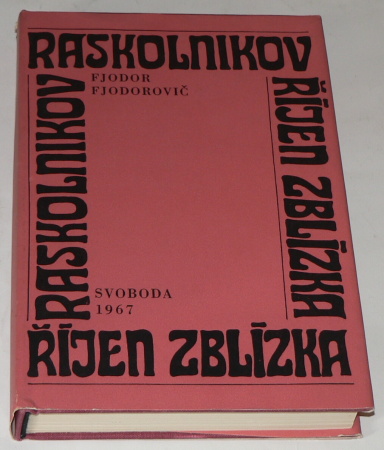 RASKOLNIKOV
FJODOR
FJODOROVIČ
RASKOLNIKOV
ŘÍJEN ZBLÍZKA
SVOBODA
1967
ŘÍJEN ZBLÍZKA